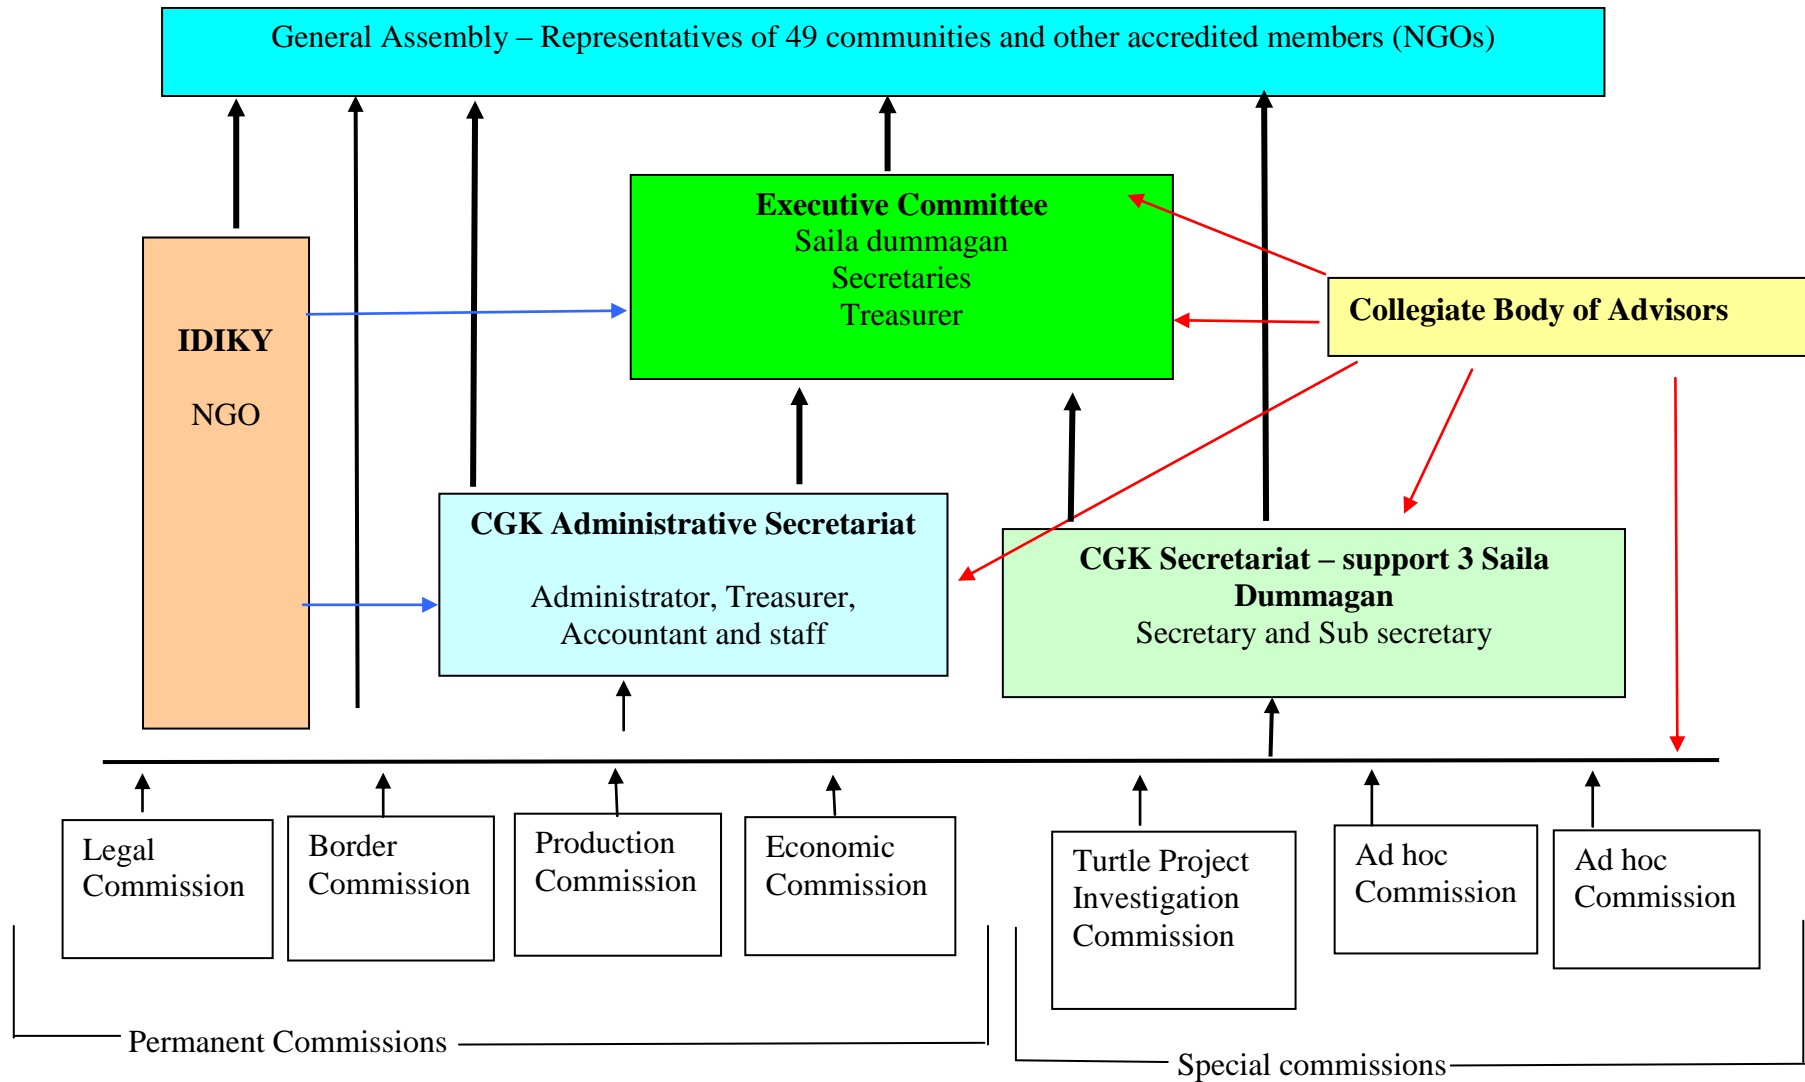 General Assembly – Representatives of 49 communities and other accredited members (NGOs)
Executive Committee
Saila dummagan
Secretaries
Treasurer
Collegiate Body of Advisors
IDIKY
NGO
CGK Administrative Secretariat
Administrator, Treasurer,
Accountant and staff
CGK Secretariat – support 3 Saila
Dummagan
Secretary and Sub secretary
Legal
Commission
Border
Commission
Production
Commission
Economic
Commission
Turtle Project
Investigation
Commission
Ad hoc
Commission
Ad hoc
Commission
Permanent Commissions
Special commissions